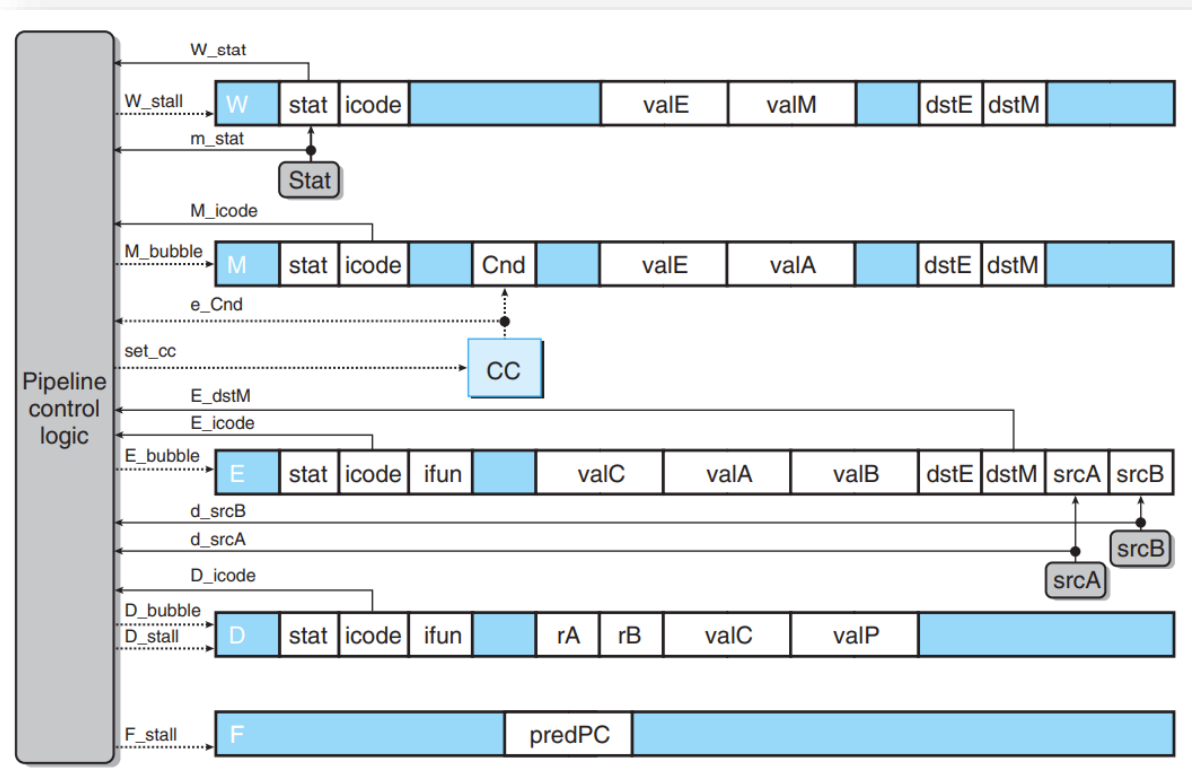 W_stat
W_stall
W stat icode valE valM dstE dstM
m_stat
Stat
M_icode
M_bubble
M stat icode Cnd valE valA dstE dstM
e_Cnd
set_cc
CC
Pipeline
control
logic
E_dstM
E_icode
E_bubble
E stat icode ifun valC valA valB dstE dstM srcA srcB
d_srcB
d_srcA
srcB
srcA
D_icode
D_bubble
D_stall
D stat icode ifun rA rB valC valP
F_stall
F predPC